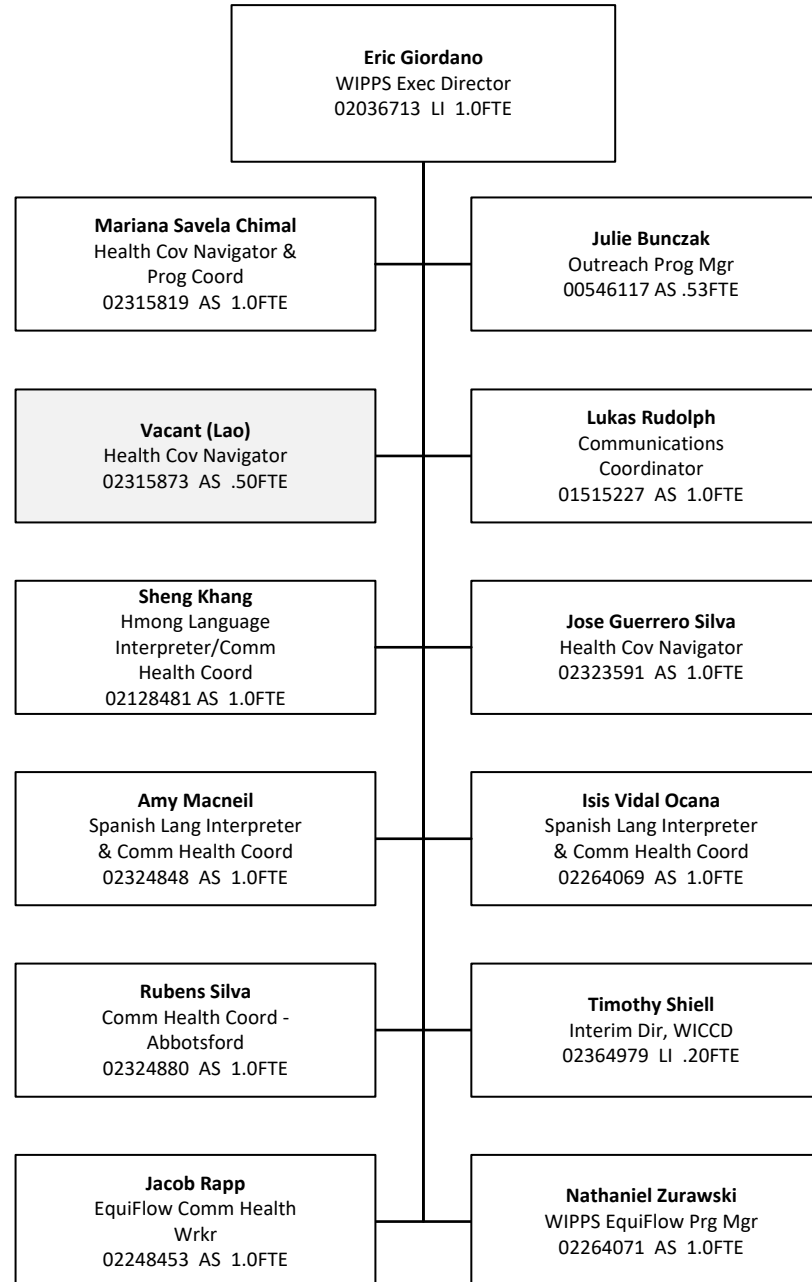 Eric Giordano
WIPPS Exec Director
02036713 LI 1.0FTE
Mariana Savela Chimal
Health Cov Navigator &
Prog Coord
02315819 AS 1.0FTE
Julie Bunczak
Outreach Prog Mgr
00546117 AS .53FTE
Vacant (Lao)
Health Cov Navigator
02315873 AS .50FTE
Lukas Rudolph
Communications
Coordinator
01515227 AS 1.0FTE
Sheng Khang
Hmong Language
Interpreter/Comm
Health Coord
02128481 AS 1.0FTE
Jose Guerrero Silva
Health Cov Navigator
02323591 AS 1.0FTE
Amy Macneil
Spanish Lang Interpreter
& Comm Health Coord
02324848 AS 1.0FTE
Isis Vidal Ocana
Spanish Lang Interpreter
& Comm Health Coord
02264069 AS 1.0FTE
Rubens Silva
Comm Health Coord -
Abbotsford
02324880 AS 1.0FTE
Timothy Shiell
Interim Dir, WICCD
02364979 LI .20FTE
Jacob Rapp
EquiFlow Comm Health
Wrkr
02248453 AS 1.0FTE
Nathaniel Zurawski
WIPPS EquiFlow Prg Mgr
02264071 AS 1.0FTE